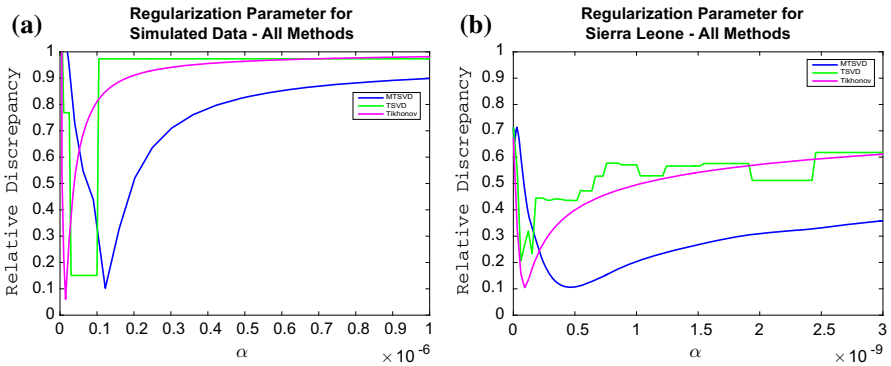 (a)
Regularization Parameter for
Simulated Data - All Methods
Relative Discrepancy
1
0.9
0.8
0.7
0.6
0.5
0.4
0.3
0.2
0.1
0
MTSVD
TSVD
Tikhonov
0 0.1 0.2 0.3 0.4 0.5 0.6 0.7 0.8 0.9 1
α
× 10 -6
(b)
Regularization Parameter for
Sierra Leone - All Methods
Relative Discrepancy
1
0.9
0.8
0.7
0.6
0.5
0.4
0.3
0.2
0.1
0
MTSVD
TSVD
Tikhonov
0 0.5 1 1.5 2 2.5 3
α
× 10 -9